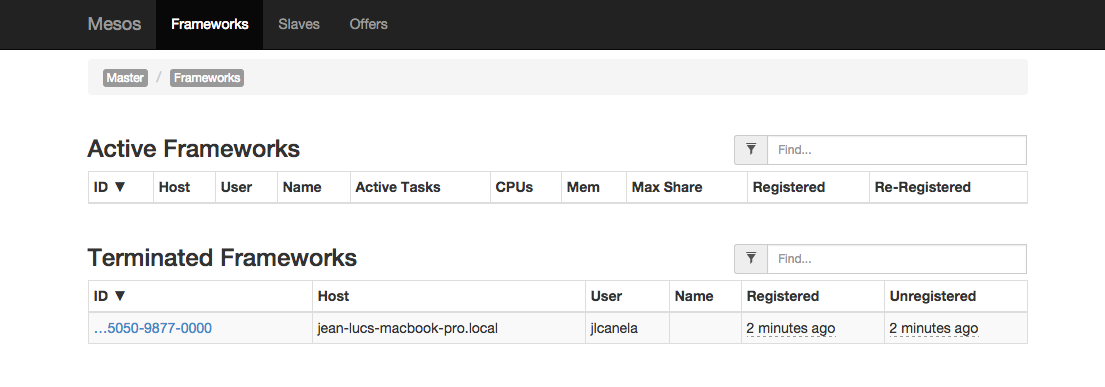 Mesos Frameworks Slaves Offers
Master / Frameworks
Active Frameworks Find...
ID ▼ Host User Name Active Tasks CPUs Mem Max Share Registered Re-Registered
Terminated Frameworks Find...
ID ▼ Host User Name Registered Unregistered
…5050-9877-0000 jean-lucs-macbook-pro.local jlcanela 2 minutes ago 2 minutes ago